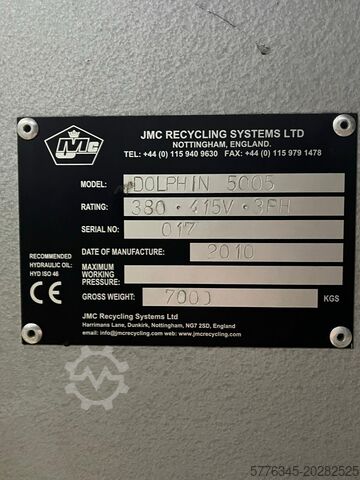 JMC
JMC RECYCLING SYSTEMS LTD
NOTTINGHAM, ENGLAND.
TEL: +44 (0) 115 940 9630 FAX: +44 (0) 115 979 1478
MODEL: DOLPHIN 5005
RATING: 380 · 415V · 3PH
SERIAL NO: 017
DATE OF MANUFACTURE: 2010
RECOMMENDED
HYDRAULIC OIL:
HYD ISO 46
MAXIMUM
WORKING
PRESSURE:
CE
GROSS WEIGHT: 7000 KGS
JMC Recycling Systems Ltd
Harrimans Lane, Dunkirk, Nottingham, NG7 2SD, England
email: info@jmcrecycling.com web: www.jmcrecycling.com
5776345-20282525